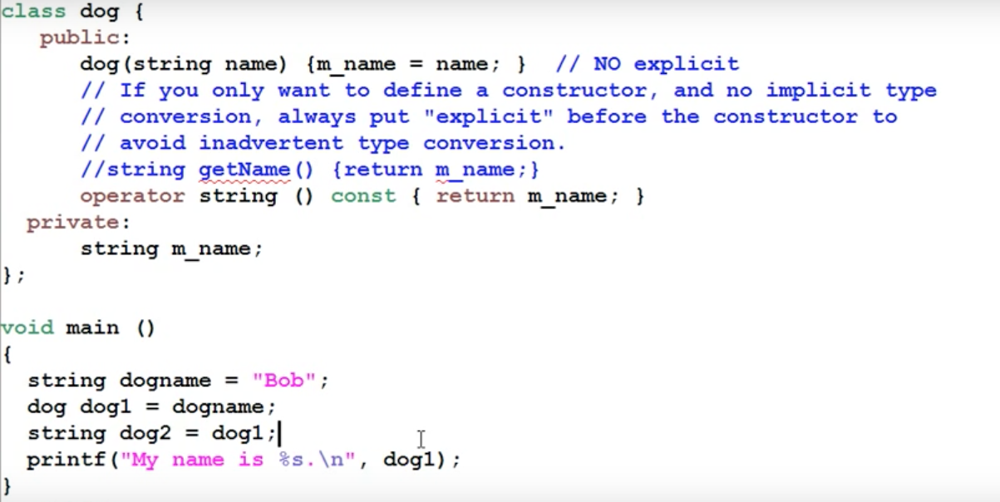 class dog {
   public:
      dog(string name) {m_name = name; }  // NO explicit
      // If you only want to define a constructor, and no implicit type
      // conversion, always put "explicit" before the constructor to
      // avoid inadvertent type conversion.
      //string getName() {return m_name;}
      operator string () const { return m_name; }
  private:
      string m_name;
};
void main ()
{
  string dogname = "Bob";
  dog dog1 = dogname;
  string dog2 = dog1;
  printf("My name is %s.\n", dog1);
}